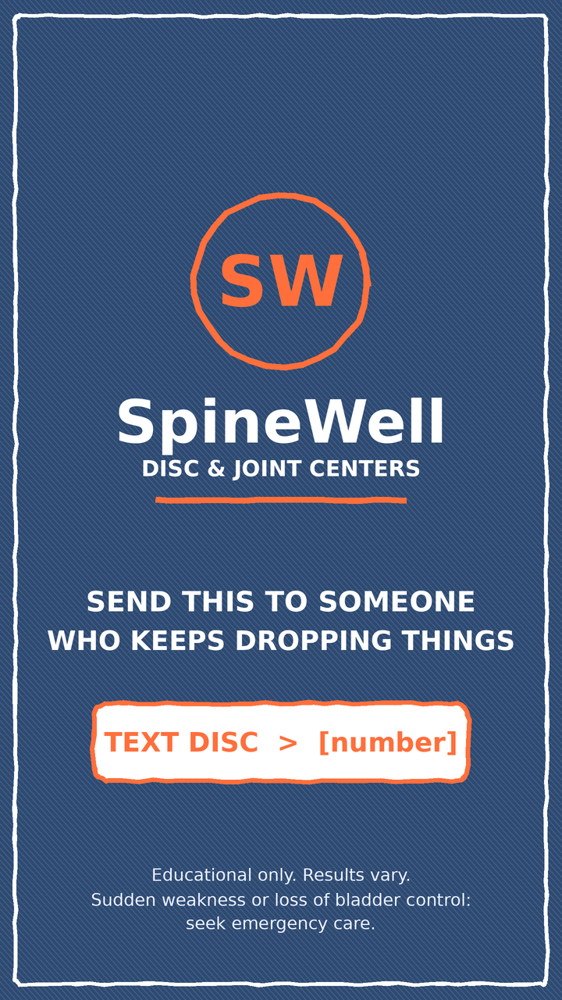 SW
SpineWell
DISC & JOINT CENTERS
SEND THIS TO SOMEONE
WHO KEEPS DROPPING THINGS
TEXT DISC > [number]
Educational only. Results vary.
Sudden weakness or loss of bladder control:
seek emergency care.